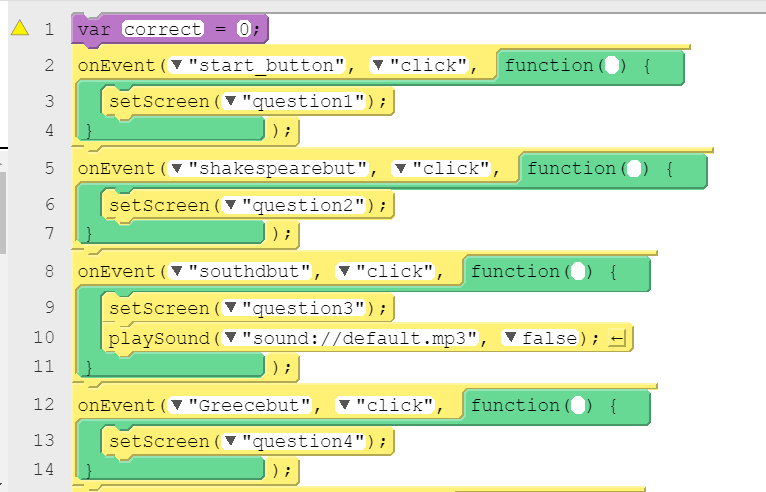 1 var correct = 0;
2 onEvent(▼"start_button", ▼"click", function( ) {
3 setScreen(▼"question1");
4 } );
5 onEvent(▼"shakespearebut", ▼"click", function( ) {
6 setScreen(▼"question2");
7 } );
8 onEvent(▼"southdbut", ▼"click", function( ) {
9 setScreen(▼"question3");
10 playSound(▼"sound://default.mp3", ▼false); ←
11 } );
12 onEvent(▼"Greecebut", ▼"click", function( ) {
13 setScreen(▼"question4");
14 } );